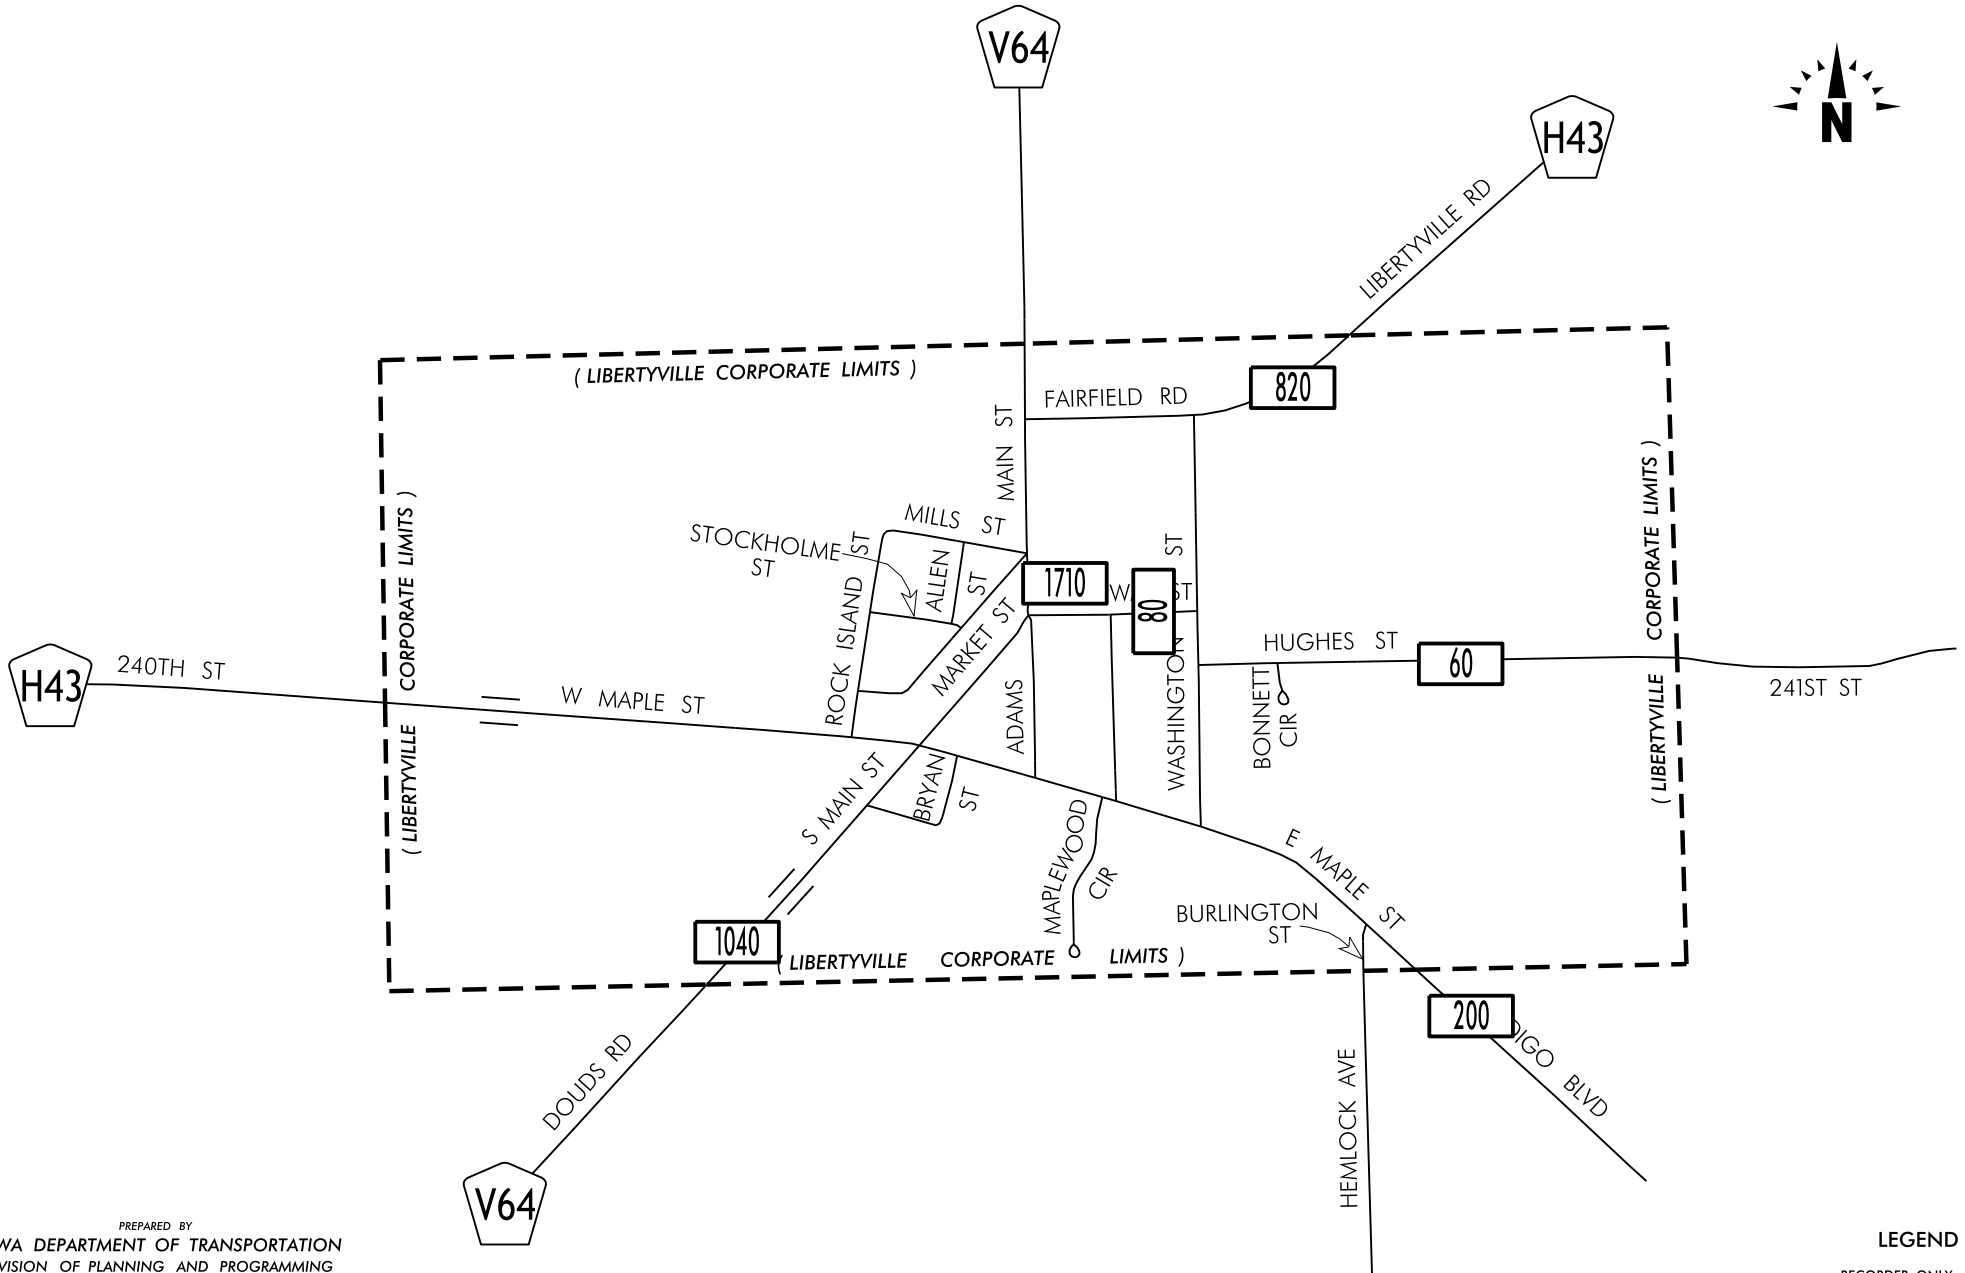 V64
H43
N
LIBERTYVILLE RD
( LIBERTYVILLE CORPORATE LIMITS )
820
FAIRFIELD RD
MAIN ST
( LIBERTYVILLE CORPORATE LIMITS )
( LIBERTYVILLE CORPORATE LIMITS )
MILLS ST
STOCKHOLME
ST
ROCK ISLAND ST
ALLEN
ST
1710
80
ST
MARKET ST
WASHINGTON ST
HUGHES ST
60
241ST ST
H43
240TH ST
W MAPLE ST
ADAMS
BONNETT
CIR
S MAIN ST
BRYAN
ST
MAPLEWOOD
CIR
E MAPLE ST
BURLINGTON
ST
1040
( LIBERTYVILLE CORPORATE LIMITS )
200
BLVD
DOUDS RD
HEMLOCK AVE
V64
PREPARED BY
DEPARTMENT OF TRANSPORTATION
OF PLANNING AND PROGRAMMING
LEGEND